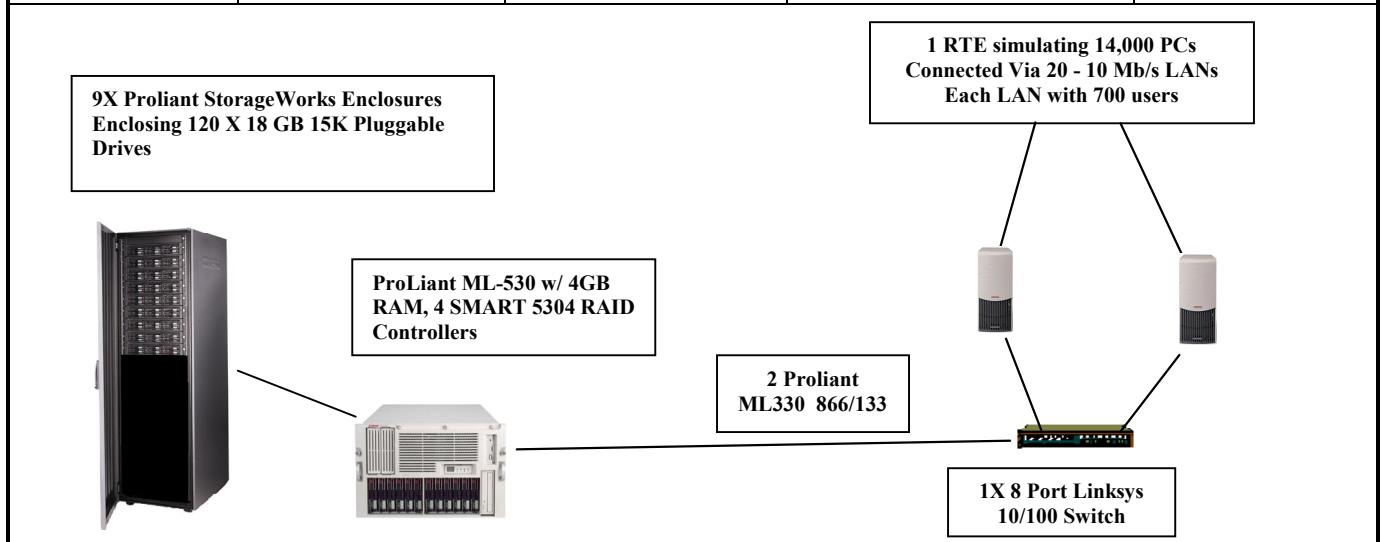 1 RTE simulating 14,000 PCs
Connected Via 20 - 10 Mb/s LANs
Each LAN with 700 users
9X Proliant StorageWorks Enclosures
Enclosing 120 X 18 GB 15K Pluggable
Drives
ProLiant ML-530 w/ 4GB
RAM, 4 SMART 5304 RAID
Controllers
2 Proliant
ML330 866/133
1X 8 Port Linksys
10/100 Switch